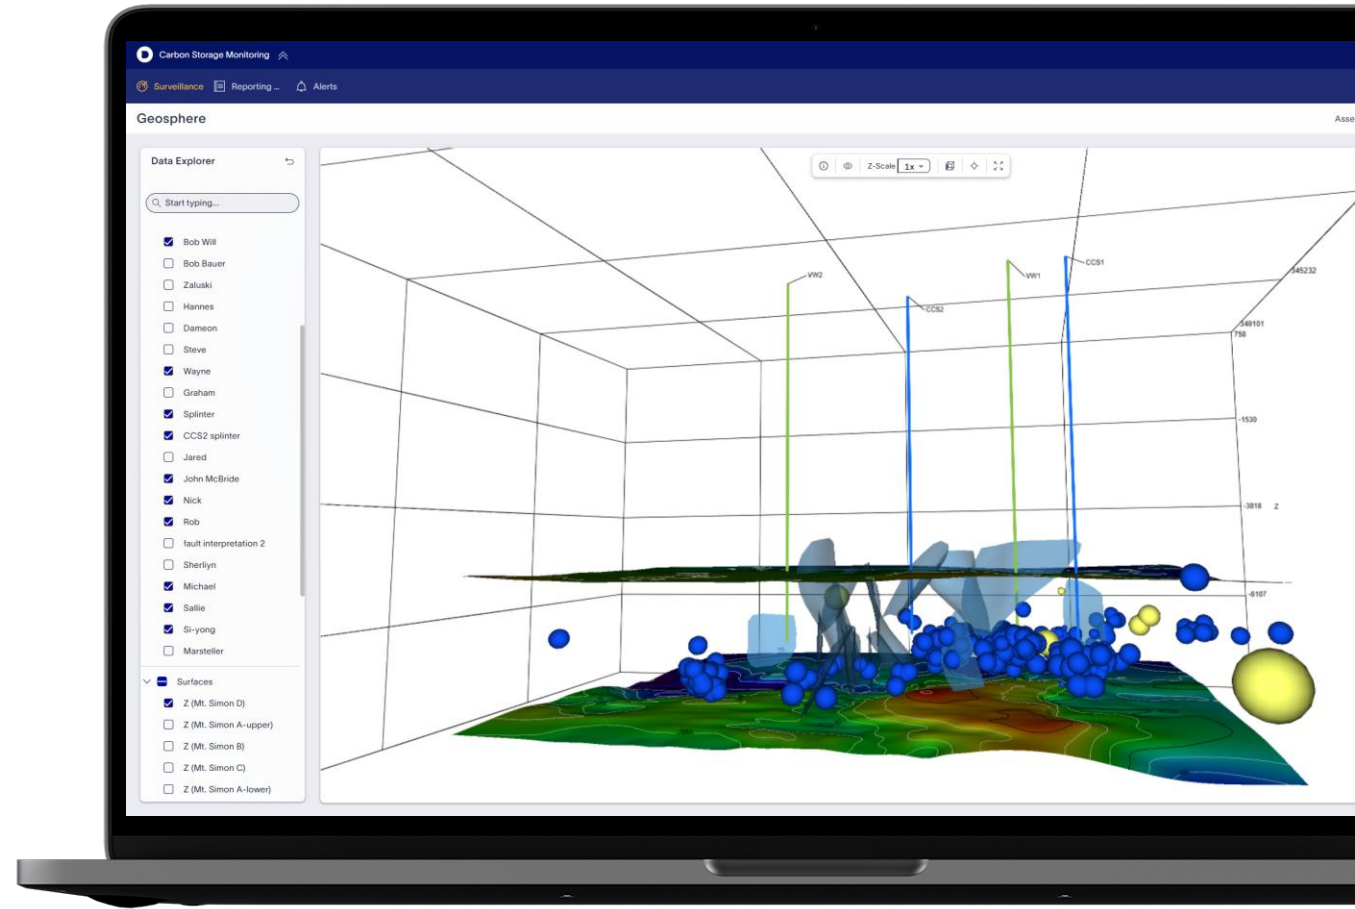 Carbon Storage Monitoring
Surveillance
Reporting ...
Alerts
Geosphere
Asse
Data Explorer
Start typing...
Bob Will
Bob Bauer
Zaluski
Hannes
Dameon
Steve
Wayne
Graham
Splinter
CCS2 splinter
Jared
John McBride
Nick
Rob
fault interpretation 2
Sherliyn
Michael
Sallie
Si-yong
Marsteller
Surfaces
Z (Mt. Simon D)
Z (Mt. Simon A-upper)
Z (Mt. Simon B)
Z (Mt. Simon C)
Z (Mt. Simon A-lower)
Z-Scale 1x
VW2
CCS2
VW1
CCS1
345232
349101
758
-1530
-3818 Z
-6107